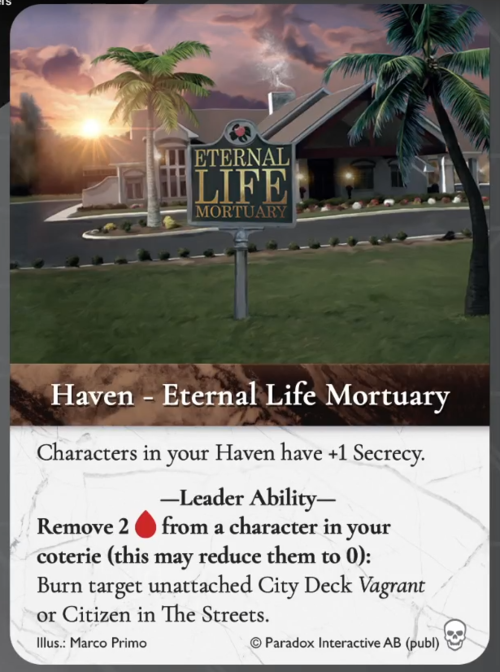 ers
ETERNAL
LIFE
MORTUARY
Haven - Eternal Life Mortuary
Characters in your Haven have +1 Secrecy.
—Leader Ability—
Remove 2 from a character in your
coterie (this may reduce them to 0):
Burn target unattached City Deck Vagrant
or Citizen in The Streets.
Illus.: Marco Primo © Paradox Interactive AB (publ)